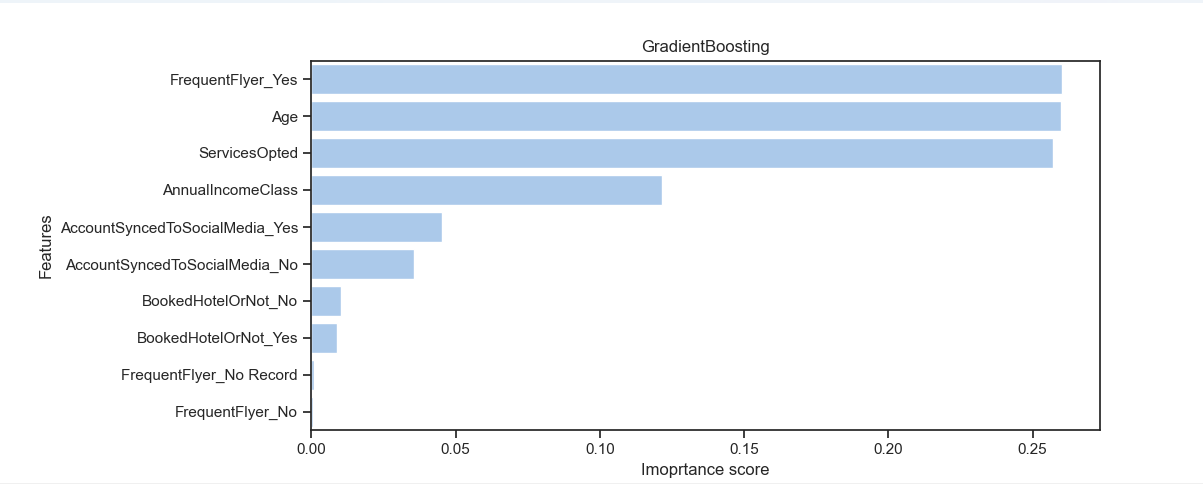 GradientBoosting
FrequentFlyer_Yes
Age
ServicesOpted
AnnualIncomeClass
AccountSyncedToSocialMedia_Yes
AccountSyncedToSocialMedia_No
BookedHotelOrNot_No
BookedHotelOrNot_Yes
FrequentFlyer_No Record
FrequentFlyer_No
Features
0.00 0.05 0.10 0.15 0.20 0.25
Imoprtance score